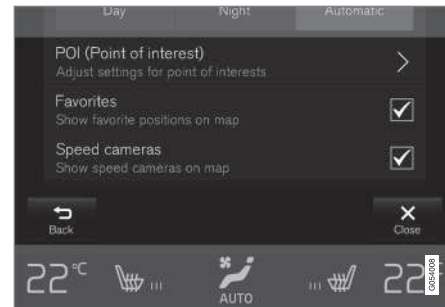 Day Night Automatic
POI (Point of interest)
Adjust settings for point of interests
Favorites
Show favorite positions on map
Speed cameras
Show speed cameras on map
Back Close
22°C AUTO 22°
G054008